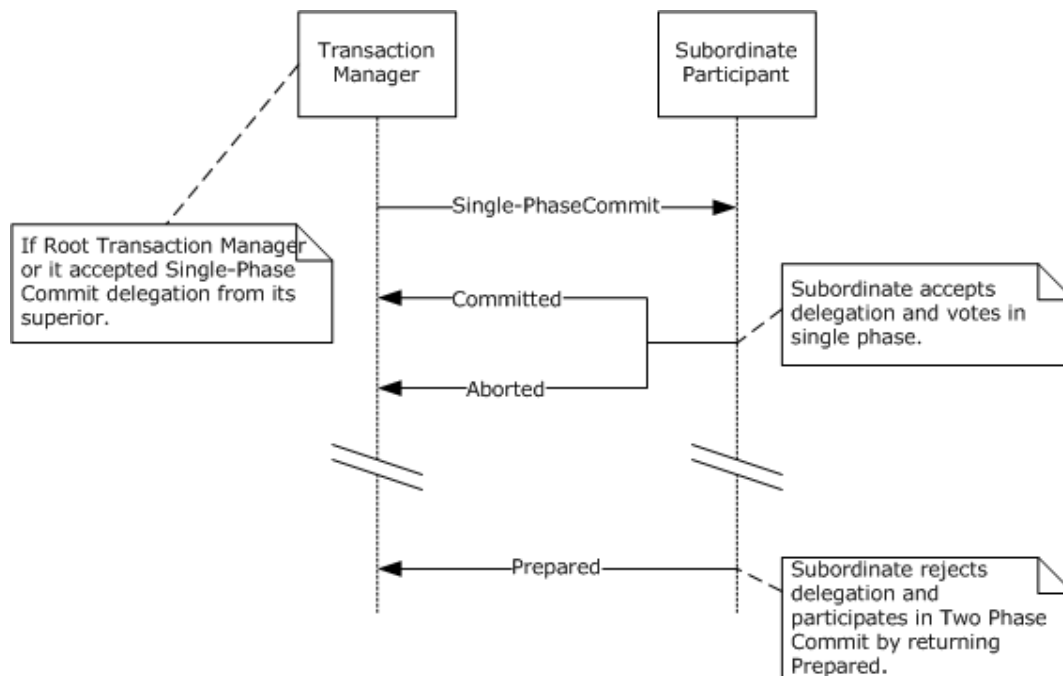 Transaction
Manager
Subordinate
Participant
Single-PhaseCommit
If Root Transaction Manager
or it accepted Single-Phase
Commit delegation from its
superior.
Committed
Subordinate accepts
delegation and votes in
single phase.
Aborted
Prepared
Subordinate rejects
delegation and
participates in Two Phase
Commit by returning
Prepared.